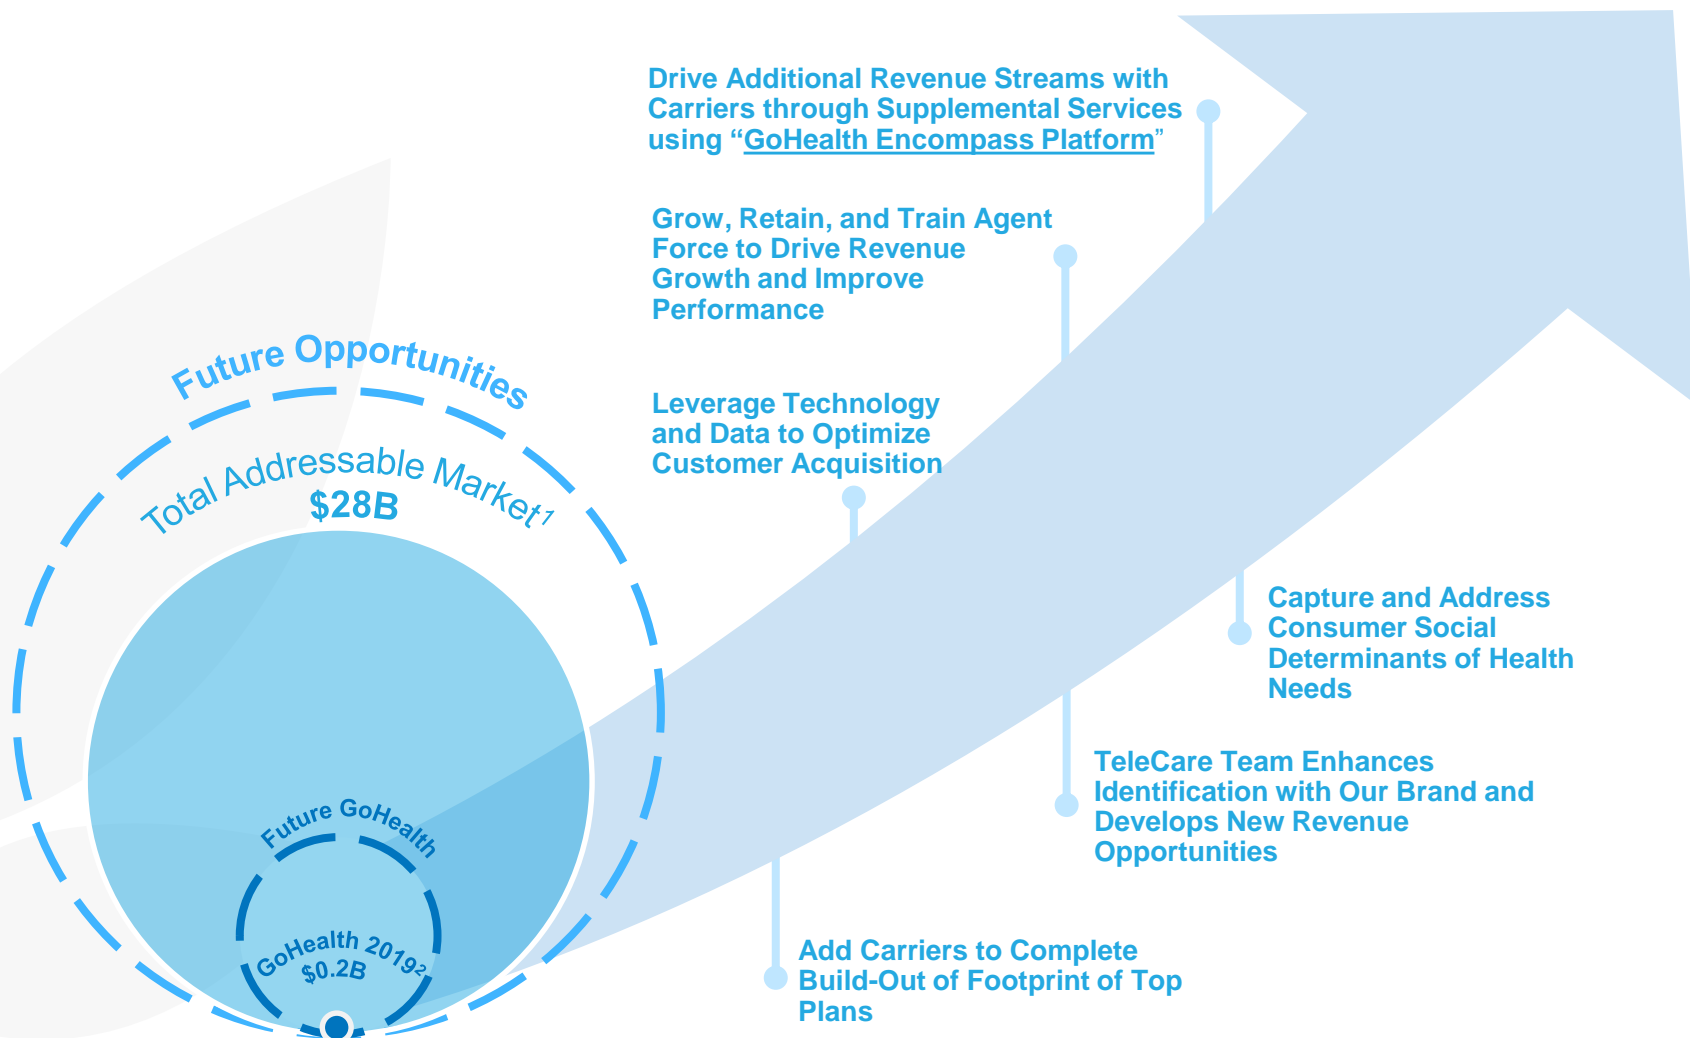 Drive Additional Revenue Streams with
Carriers through Supplemental Services
using “GoHealth Encompass Platform”
Grow, Retain, and Train Agent
Force to Drive Revenue
Growth and Improve
Performance
Leverage Technology
and Data to Optimize
Customer Acquisition
Future Opportunities
Total Addressable Market¹
$28B
Future GoHealth
GoHealth 2019²
$0.2B
Capture and Address
Consumer Social
Determinants of Health
Needs
TeleCare Team Enhances
Identification with Our Brand and
Develops New Revenue
Opportunities
Add Carriers to Complete
Build-Out of Footprint of Top
Plans